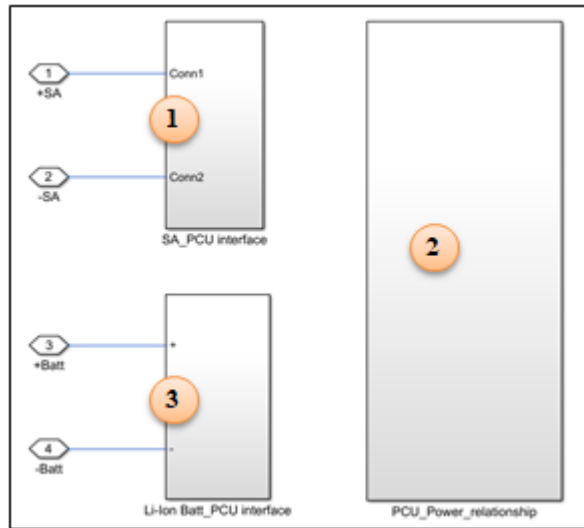 1
+SA
Conn1
1
2
-SA
Conn2
SA_PCU interface
2
3
+Batt
+
3
4
-Batt
-
Li-Ion Batt_PCU interface
PCU_Power_relationship